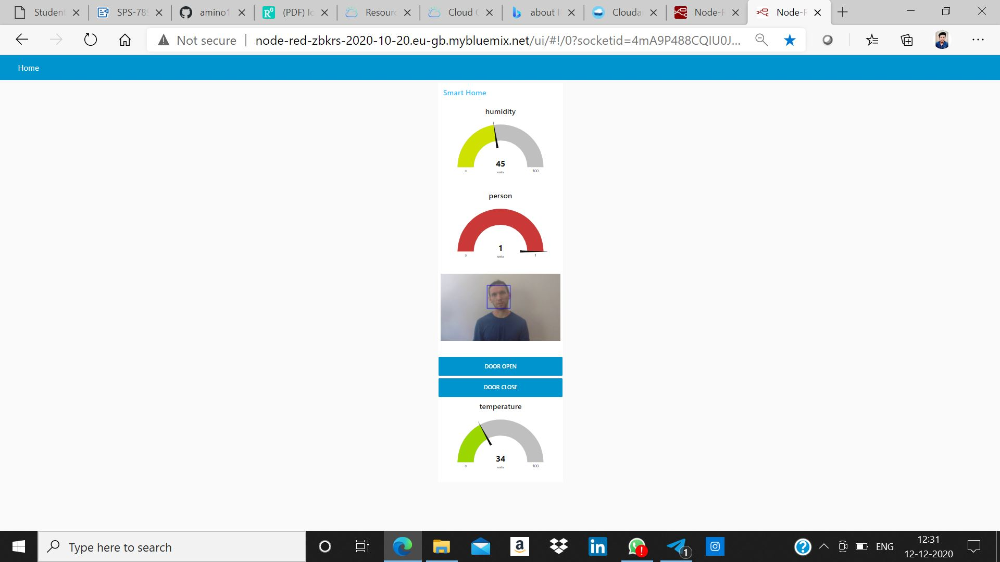 Student
SPS-789
amino1
(PDF) Io
Resourc
Cloud
about I
Cloudan
Node-R
Node-R
Not secure
node-red-zbkrs-2020-10-20.eu-gb.mybluemix.net/ui/#!/0?socketid=4mA9P488CQIU0J...
Home
Smart Home
humidity
45
0
units
100
person
1
0
units
1
DOOR OPEN
DOOR CLOSE
temperature
34
0
units
100
Type here to search
1
ENG
12:31
12-12-2020